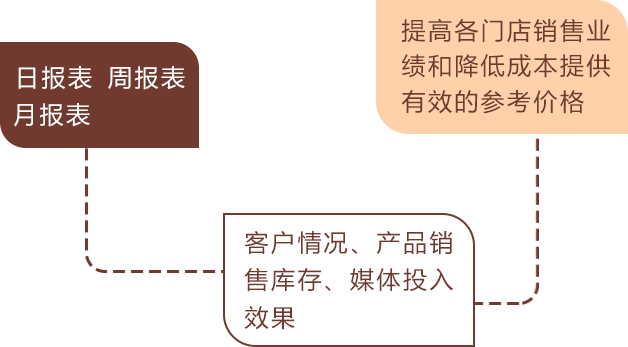 日报表 周报表
月报表
提高各门店销售业
绩和降低成本提供
有效的参考价格
客户情况、产品销
售库存、媒体投入
效果